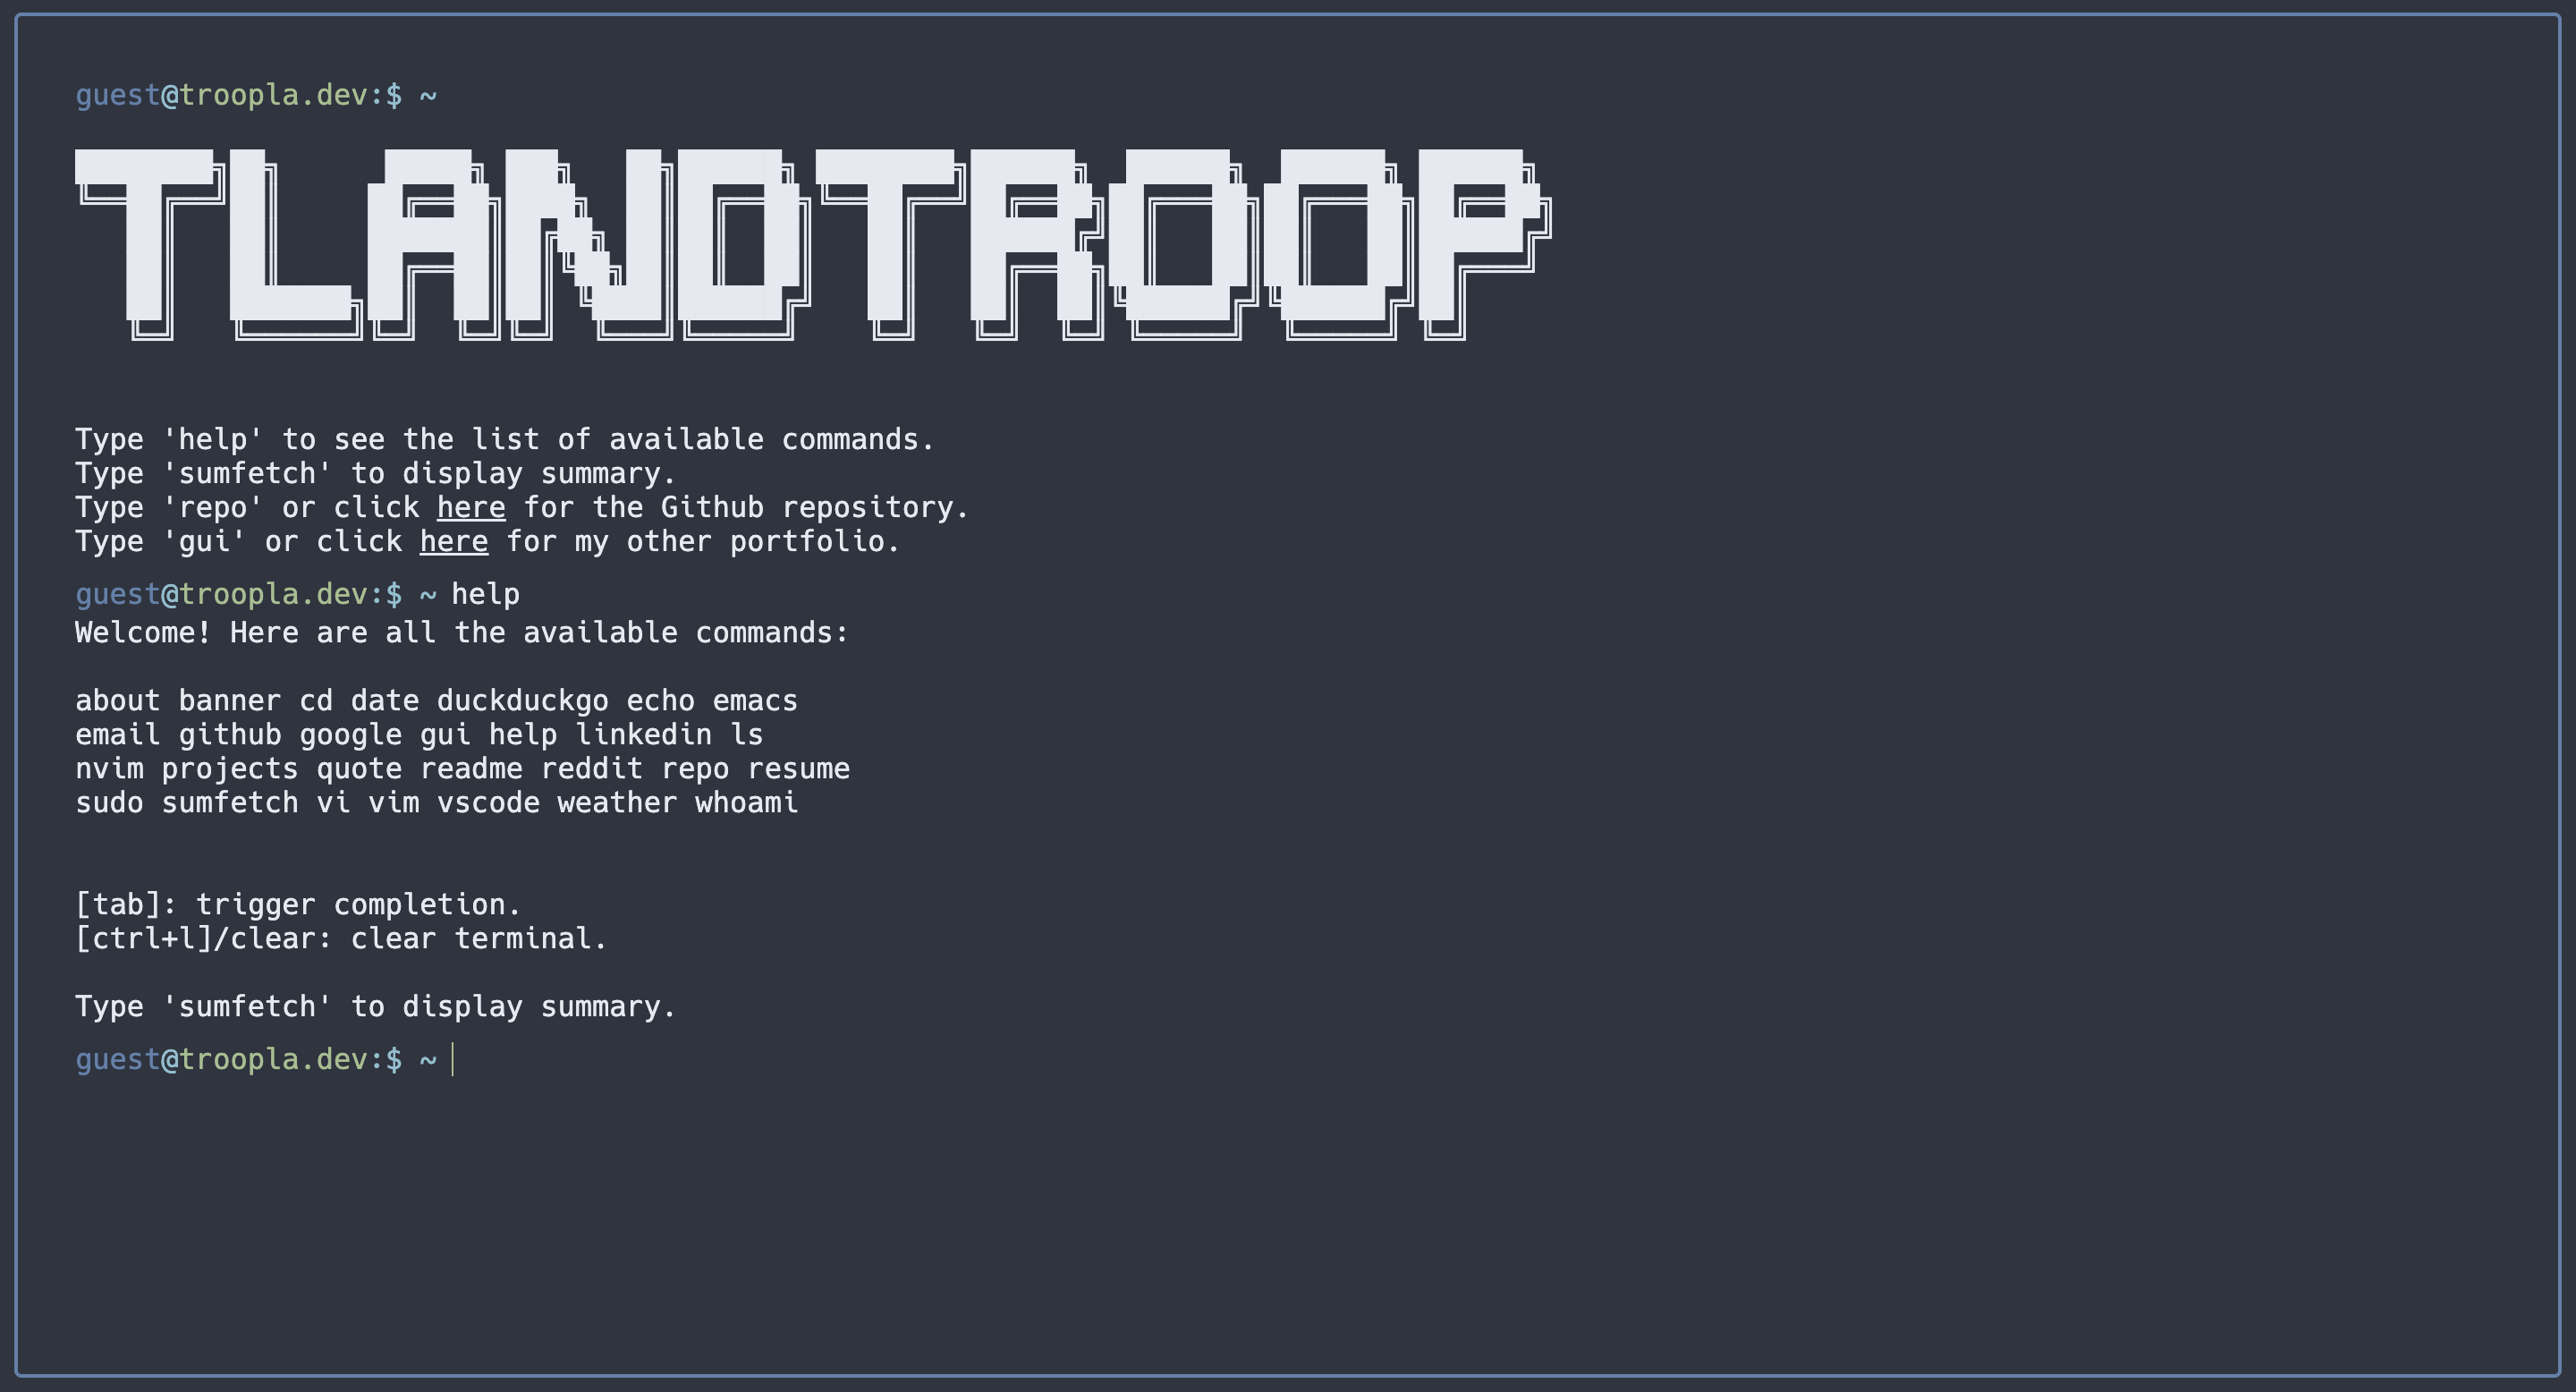 guest@troopla.dev:$ ~
TLANDTROOP
Type 'help' to see the list of available commands.
Type 'sumfetch' to display summary.
Type 'repo' or click here for the Github repository.
Type 'gui' or click here for my other portfolio.
guest@troopla.dev:$ ~ help
Welcome! Here are all the available commands:
about banner cd date duckduckgo echo emacs
email github google gui help linkedin ls
nvim projects quote readme reddit repo resume
sudo sumfetch vi vim vscode weather whoami
[tab]: trigger completion.
[ctrl+l]/clear: clear terminal.
Type 'sumfetch' to display summary.
guest@troopla.dev:$ ~